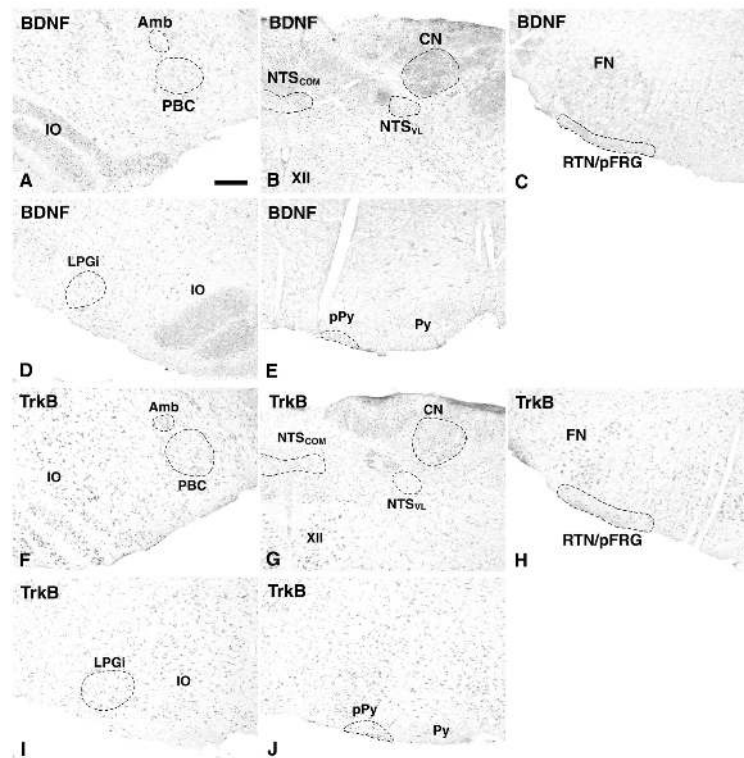 BDNF
Amb
PBC
IO
A
BDNF
CN
NTSCOM
NTSVL
XII
B
BDNF
FN
RTN/pFRG
C
BDNF
LPGi
IO
D
BDNF
pPy
Py
E
TrkB
Amb
IO
PBC
F
TrkB
CN
NTSCOM
NTSVL
XII
G
TrkB
FN
RTN/pFRG
H
TrkB
LPGi
IO
I
TrkB
pPy
Py
J